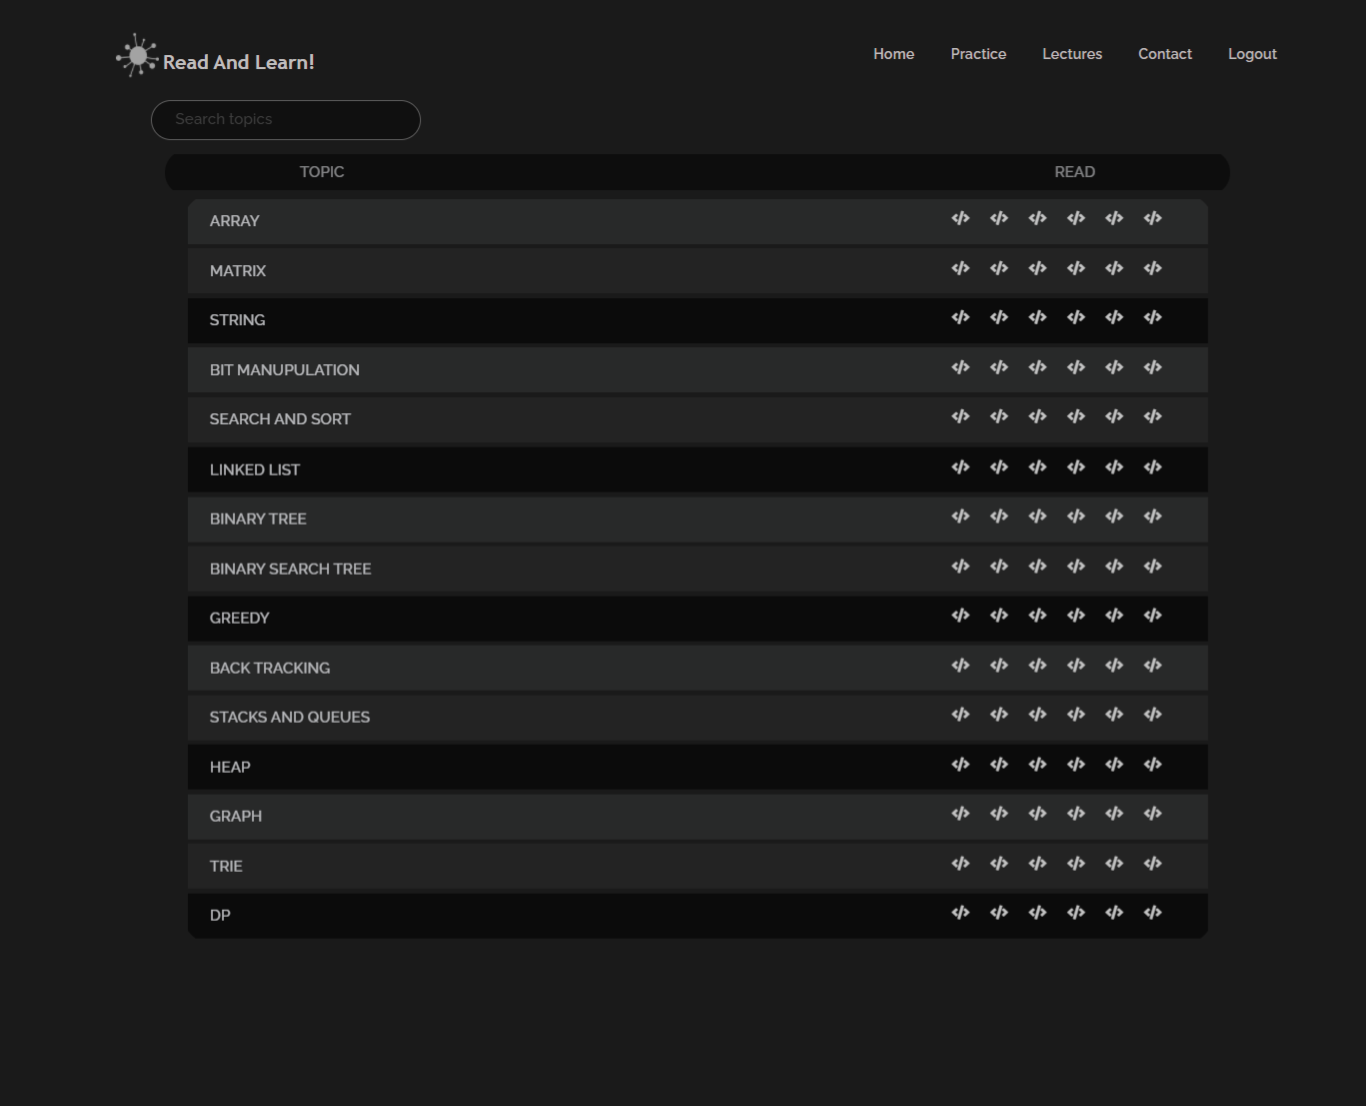 Read And Learn!
Home Practice Lectures Contact Logout
Search topics
TOPIC READ
ARRAY
MATRIX
STRING
BIT MANUPULATION
SEARCH AND SORT
LINKED LIST
BINARY TREE
BINARY SEARCH TREE
GREEDY
BACK TRACKING
STACKS AND QUEUES
HEAP
GRAPH
TRIE
DP